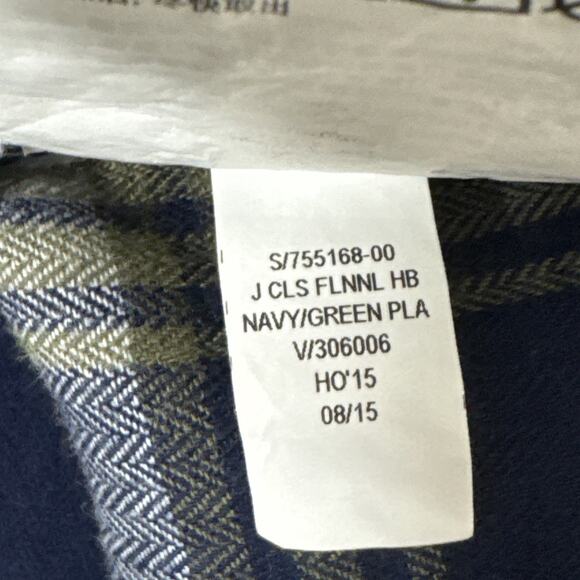 S/755168-00
J CLS FLNNL HB
NAVY/GREEN PLA
V/306006
HO'15
08/15